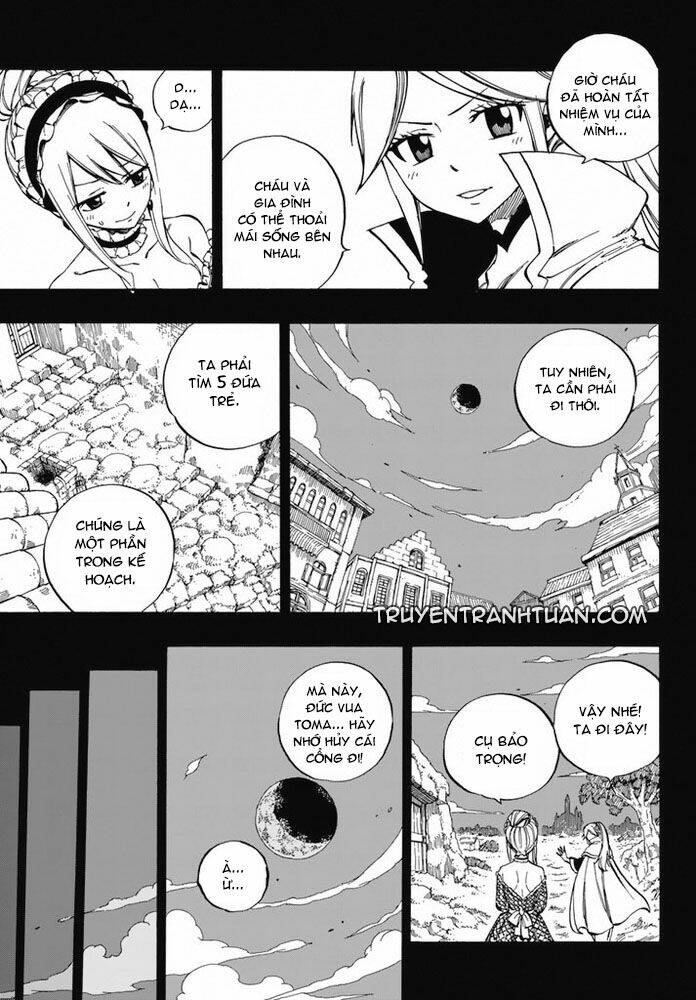 GIỜ CHÁU
ĐÃ HOÀN TẤT
NHIỆM VỤ CỦA
MÌNH...
CHÁU VÀ
GIA ĐÌNH
CÓ THỂ THOẢI
MÁI SỐNG BÊN
NHAU.
D...
DẠ...
TUY NHIÊN,
TA CẦN PHẢI
ĐI THÔI.
TA PHẢI
TÌM 5 ĐỨA
TRẺ.
CHÚNG LÀ
MỘT PHẦN
TRONG KẾ
HOẠCH.
TRUYENTRANHTUAN.COM
VẬY NHÉ!
TA ĐI ĐÂY!
CỤ BẢO
TRỌNG!
MÀ NÀY,
ĐỨC VUA
TOMA... HÃY
NHỚ HỦY CÁI
CỔNG ĐI!
À...
Ừ...